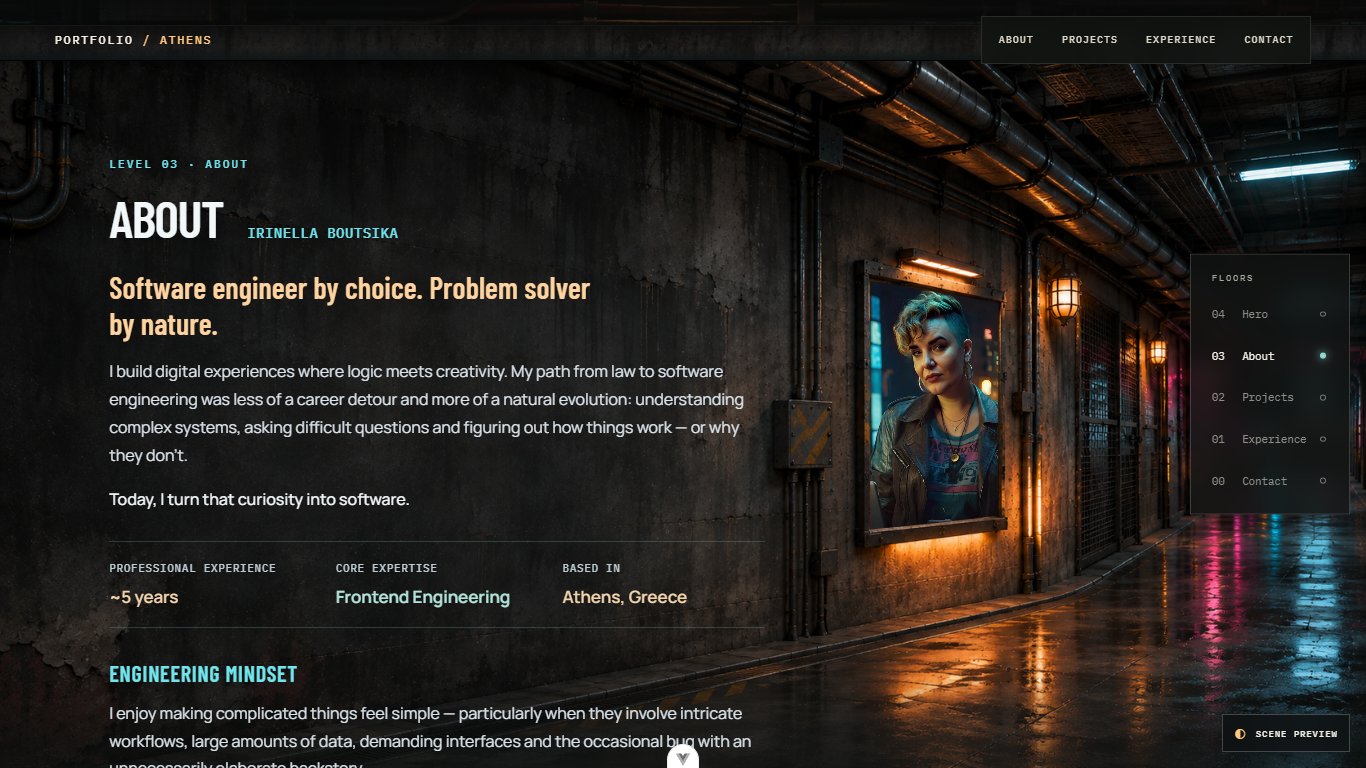 PORTFOLIO / ATHENS
ABOUT PROJECTS EXPERIENCE CONTACT
LEVEL 03 · ABOUT
ABOUT IRINELLA BOUTSIKA
Software engineer by choice. Problem solver
by nature.
I build digital experiences where logic meets creativity. My path from law to software
engineering was less of a career detour and more of a natural evolution: understanding
complex systems, asking difficult questions and figuring out how things work — or why
they don't.
Today, I turn that curiosity into software.
PROFESSIONAL EXPERIENCE CORE EXPERTISE BASED IN
~5 years Frontend Engineering Athens, Greece
ENGINEERING MINDSET
I enjoy making complicated things feel simple — particularly when they involve intricate
workflows, large amounts of data, demanding interfaces and the occasional bug with an
unnecessarily elaborate backstory.
FLOORS
04 Hero
03 About
02 Projects
01 Experience
00 Contact
SCENE PREVIEW